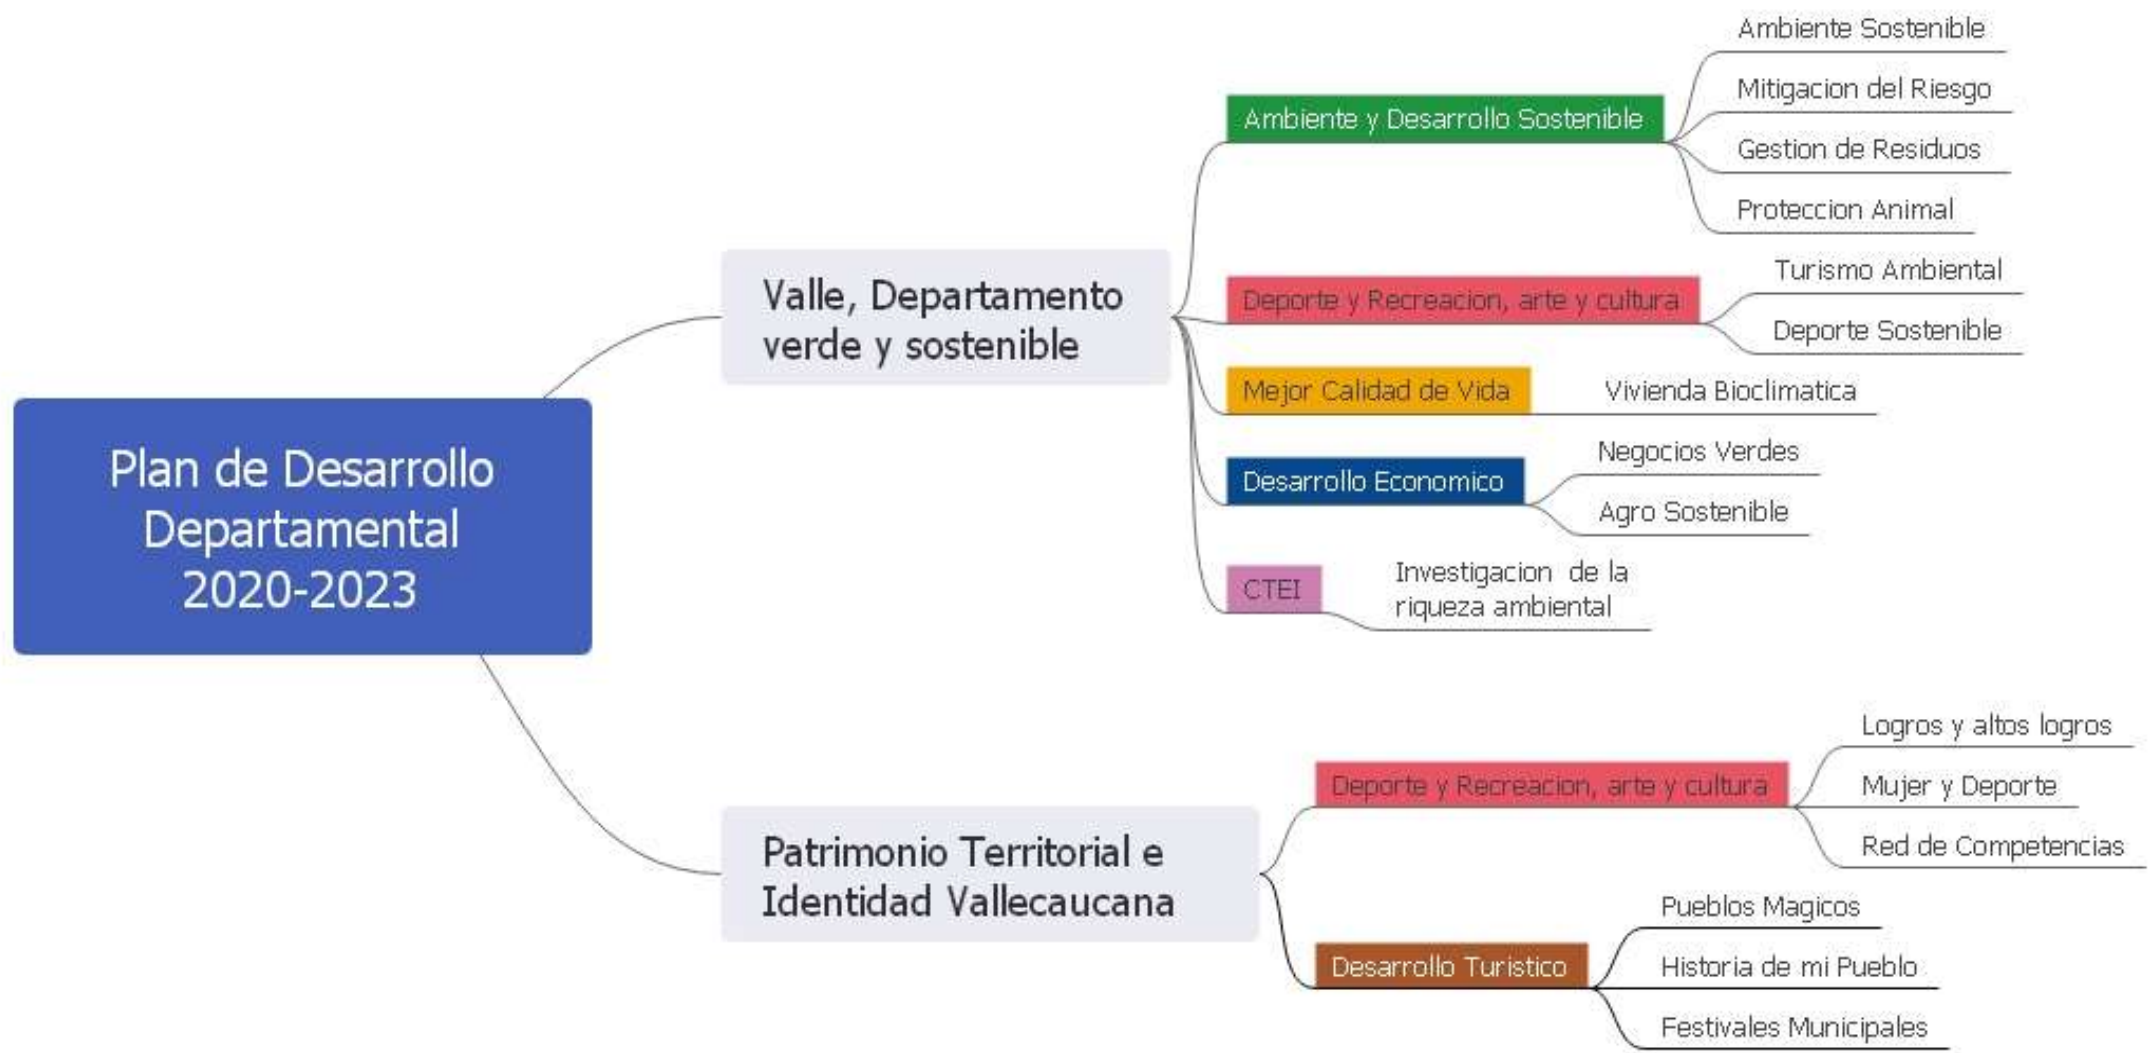 Plan de Desarrollo
Departamental
2020-2023
Valle, Departamento
verde y sostenible
Ambiente y Desarrollo Sostenible
Ambiente Sostenible
Mitigacion del Riesgo
Gestion de Residuos
Proteccion Animal
Deporte y Recreacion, arte y cultura
Turismo Ambiental
Deporte Sostenible
Mejor Calidad de Vida
Vivienda Bioclimatica
Desarrollo Economico
Negocios Verdes
Agro Sostenible
CTEI
Investigacion de la
riqueza ambiental
Patrimonio Territorial e
Identidad Vallecaucana
Deporte y Recreacion, arte y cultura
Logros y altos logros
Mujer y Deporte
Red de Competencias
Desarrollo Turistico
Pueblos Magicos
Historia de mi Pueblo
Festivales Municipales